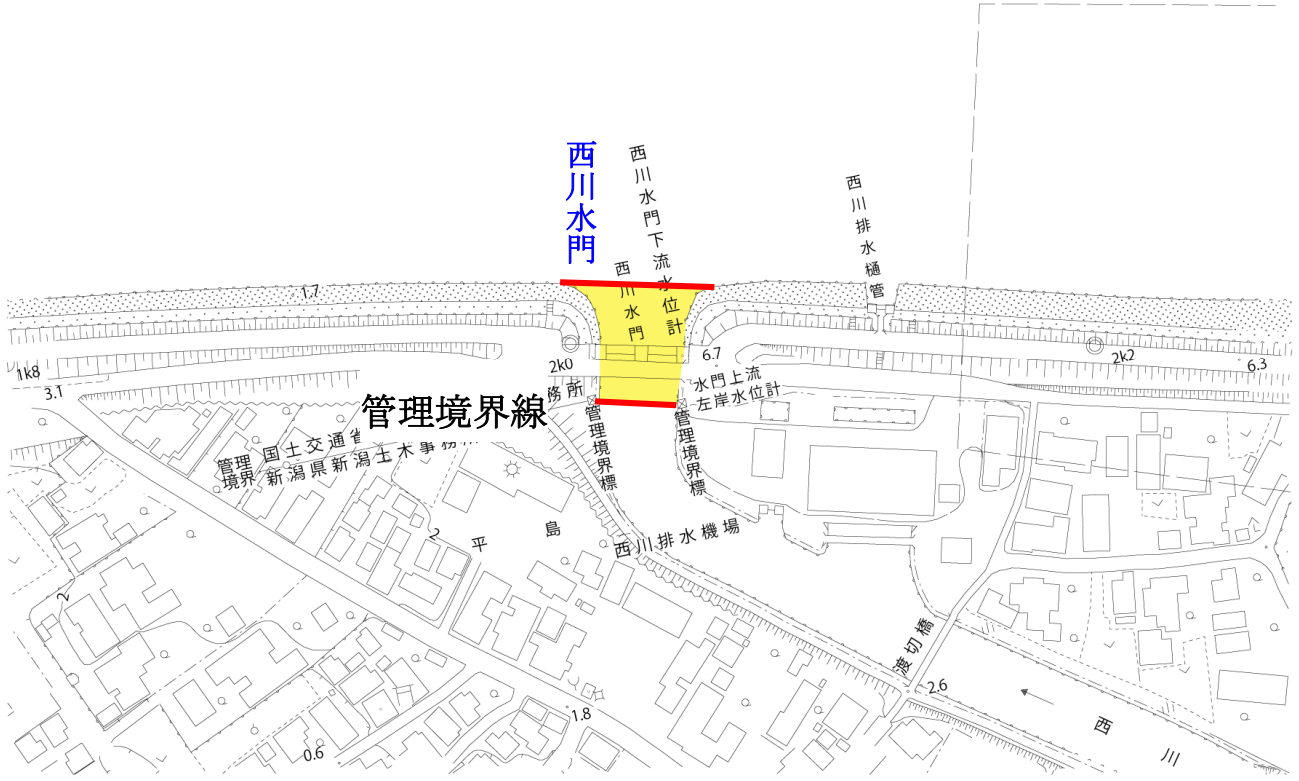 西川水門
西川水門下流水位計
西川水門
西川排水樋管
1.7
1k8
3.1
2k0
6.7
2k2
6.3
水門上流
左岸水位計
務所
管理境界線
管理境界標
管理境界標
管理 国土交通省
境界 新潟県新潟土木事務
2
平島
西川排水機場
2
渡切橋
2.6
1.8
0.6
西川